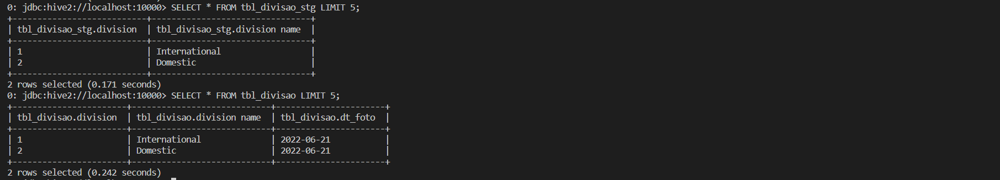 0: jdbc:hive2://localhost:10000> SELECT * FROM tbl_divisao_stg LIMIT 5;
+---------------------------+--------------------------------+
| tbl_divisao_stg.division  | tbl_divisao_stg.division name  |
+---------------------------+--------------------------------+
| 1                         | International                  |
| 2                         | Domestic                       |
+---------------------------+--------------------------------+
2 rows selected (0.171 seconds)
0: jdbc:hive2://localhost:10000> SELECT * FROM tbl_divisao LIMIT 5;
+-----------------------+----------------------------+----------------------+
| tbl_divisao.division  | tbl_divisao.division name  | tbl_divisao.dt_foto  |
+-----------------------+----------------------------+----------------------+
| 1                     | International              | 2022-06-21           |
| 2                     | Domestic                   | 2022-06-21           |
+-----------------------+----------------------------+----------------------+
2 rows selected (0.242 seconds)